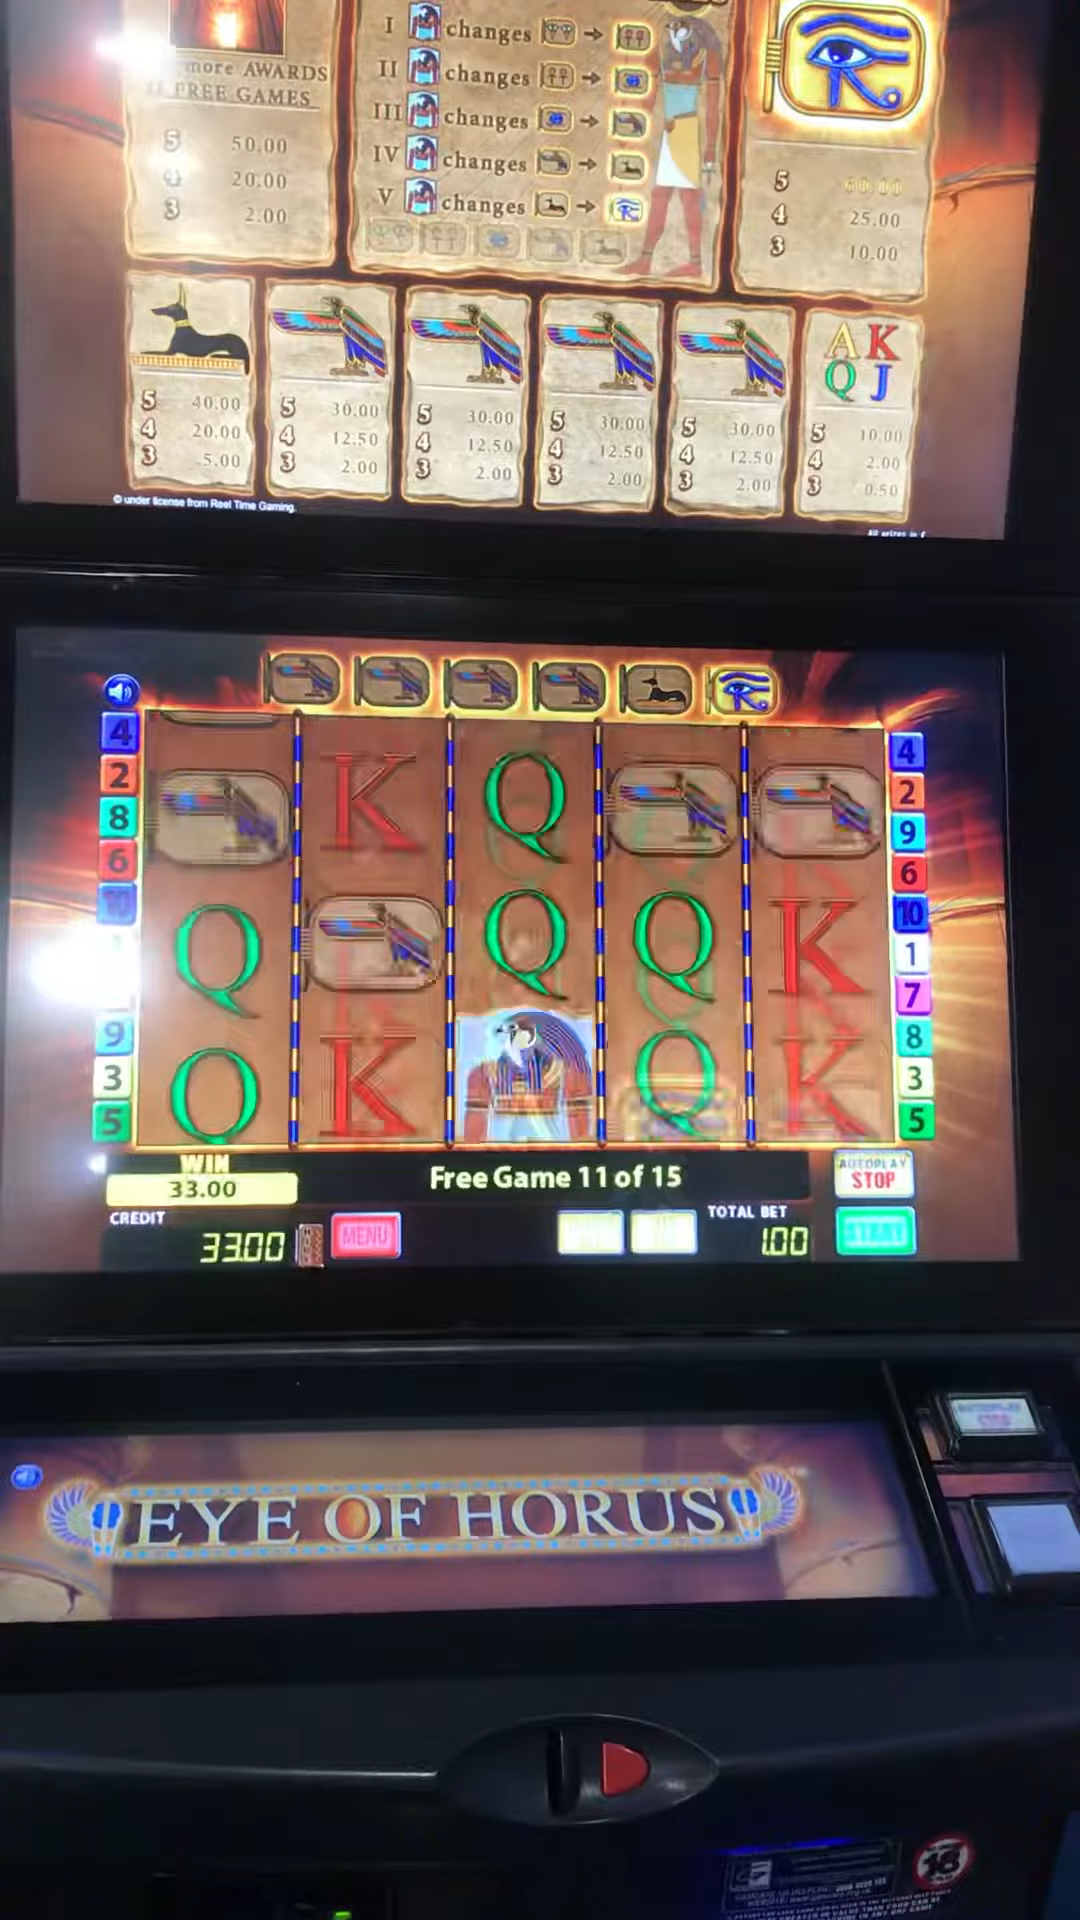 I changes
II changes
III changes
IV changes
V changes
more AWARDS
FREE GAMES
5 50.00
4 20.00
3 2.00
5 60.00
4 25.00
3 10.00
5 40.00
4 20.00
3 5.00
5 30.00
4 12.50
3 2.00
5 30.00
4 12.50
3 2.00
5 30.00
4 12.50
3 2.00
5 30.00
4 12.50
3 2.00
A K
Q J
5 10.00
4 2.00
3 0.50
© under license from Reel Time Gaming.
All prizes in £
4
2
8
6
10
9
3
5
K Q
Q Q Q K
Q K Q K
4
2
9
6
10
1
7
8
3
5
WIN
33.00
Free Game 11 of 15
AUTOPLAY
STOP
CREDIT
33.00
MENU
TOTAL BET
1.00
EYE OF HORUS
18